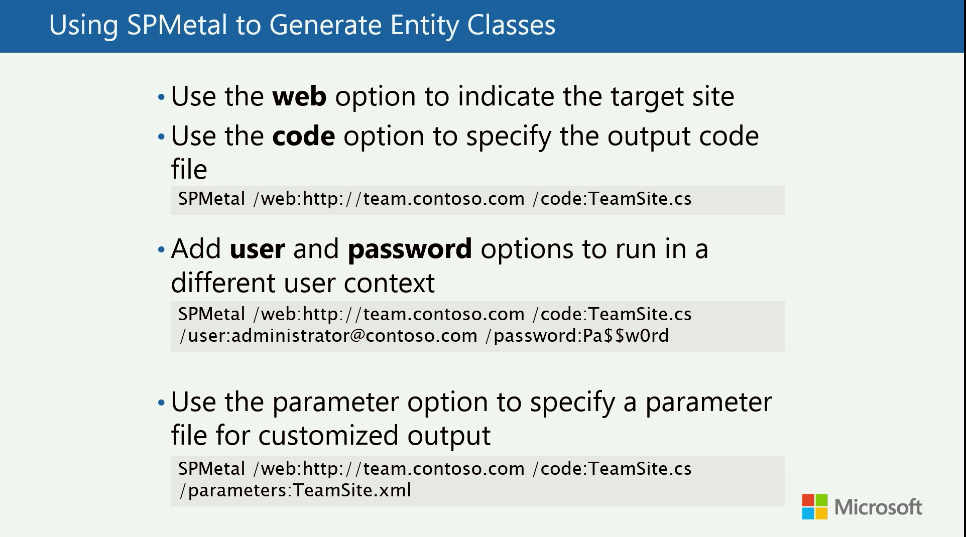 Using SPMetal to Generate Entity Classes
• Use the web option to indicate the target site
• Use the code option to specify the output code
file
SPMetal /web:http://team.contoso.com /code:TeamSite.cs
• Add user and password options to run in a
different user context
SPMetal /web:http://team.contoso.com /code:TeamSite.cs
/user:administrator@contoso.com /password:Pa$$w0rd
• Use the parameter option to specify a parameter
file for customized output
SPMetal /web:http://team.contoso.com /code:TeamSite.cs
/parameters:TeamSite.xml
Microsoft